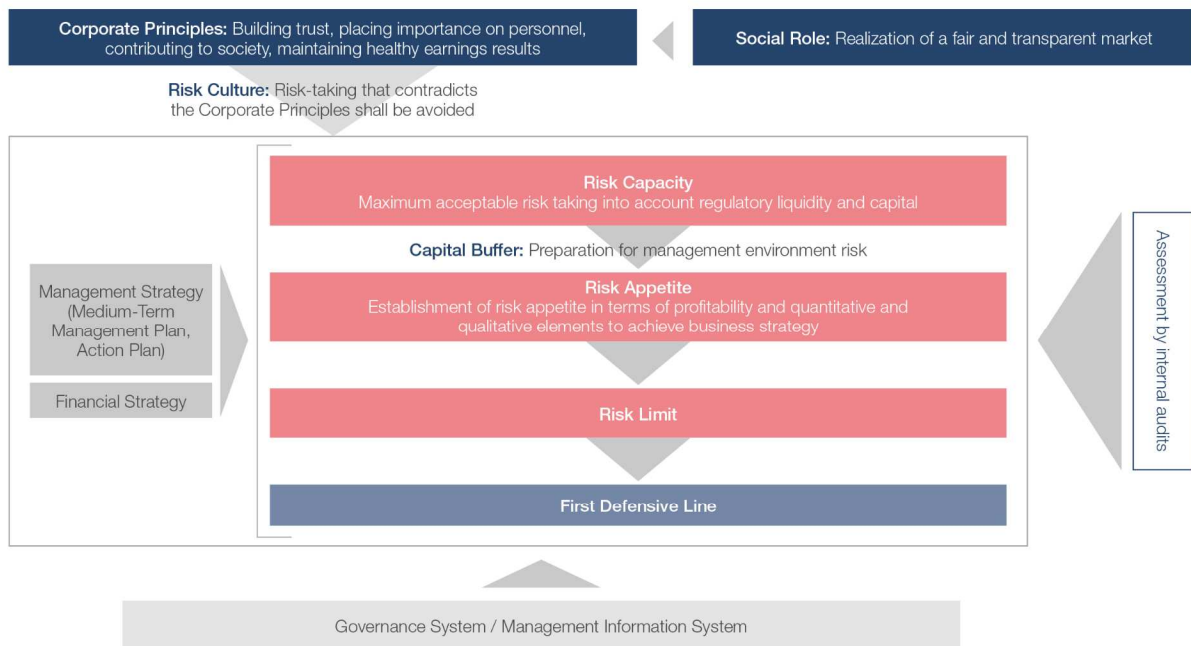 Corporate Principles: Building trust, placing importance on personnel,
contributing to society, maintaining healthy earnings results
Social Role: Realization of a fair and transparent market
Risk Culture: Risk-taking that contradicts
the Corporate Principles shall be avoided
Risk Capacity
Maximum acceptable risk taking into account regulatory liquidity and capital
Capital Buffer: Preparation for management environment risk
Risk Appetite
Establishment of risk appetite in terms of profitability and quantitative and
qualitative elements to achieve business strategy
Management Strategy
(Medium-Term
Management Plan,
Action Plan)
Financial Strategy
Risk Limit
First Defensive Line
Assessment by internal audits
Governance System / Management Information System